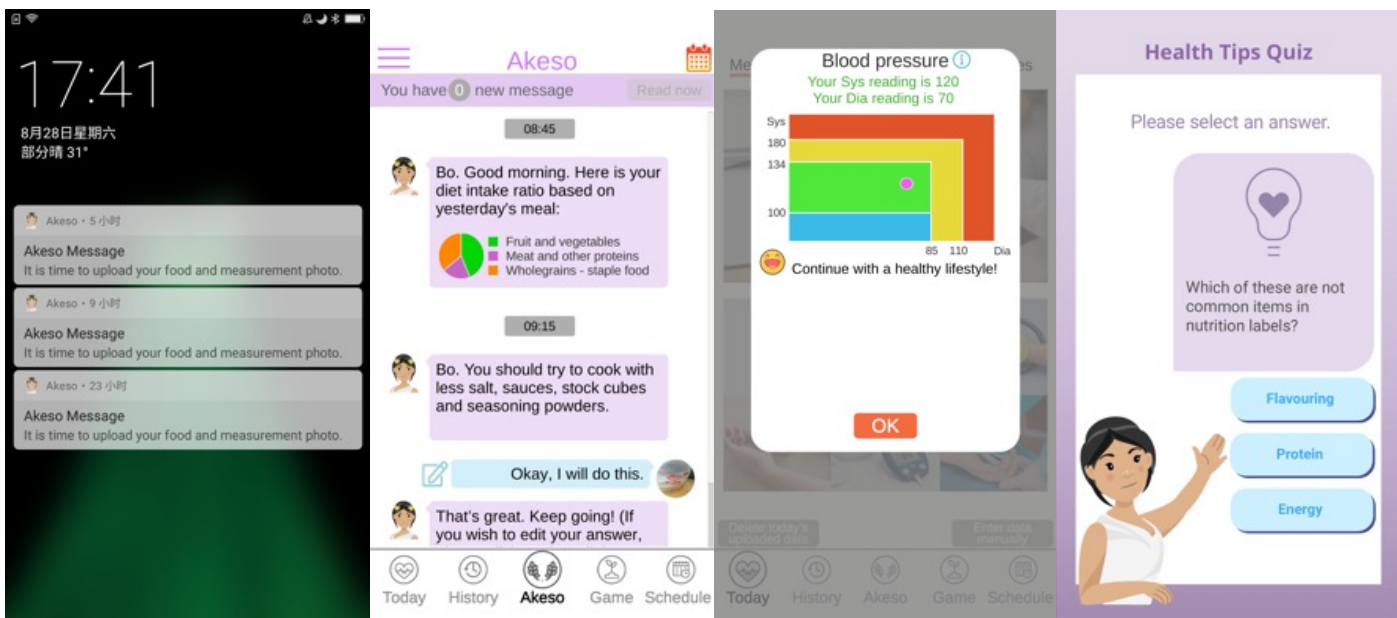 17:41
8月28日星期六
部分晴 31°
Akeso • 5 小时
Akeso Message
It is time to upload your food and measurement photo.
Akeso • 9 小时
Akeso Message
It is time to upload your food and measurement photo.
Akeso • 23 小时
Akeso Message
It is time to upload your food and measurement photo.
Akeso
You have 0 new message
Read now
08:45
Bo. Good morning. Here is your
diet intake ratio based on
yesterday's meal:
Fruit and vegetables
Meat and other proteins
Wholegrains - staple food
09:15
Bo. You should try to cook with
less salt, sauces, stock cubes
and seasoning powders.
Okay, I will do this.
That's great. Keep going! (If
you wish to edit your answer,
Today
History
Akeso
Game
Schedule
Me
es
Blood pressure
Your Sys reading is 120
Your Dia reading is 70
Sys
180
134
100
85 110 Dia
Continue with a healthy lifestyle!
OK
Delete today's
uploaded data
Enter data
manually
Today
History
Akeso
Game
Schedule
Health Tips Quiz
Please select an answer.
Which of these are not
common items in
nutrition labels?
Flavouring
Protein
Energy